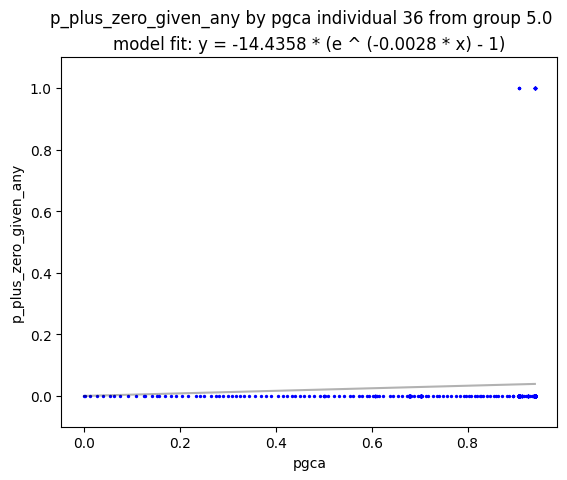 p_plus_zero_given_any by pgca individual 36 from group 5.0
model fit: y = -14.4358 * (e ^ (-0.0028 * x) - 1)
1.0
0.8
0.6
0.4
0.2
0.0
p_plus_zero_given_any
0.0 0.2 0.4 0.6 0.8
pgca